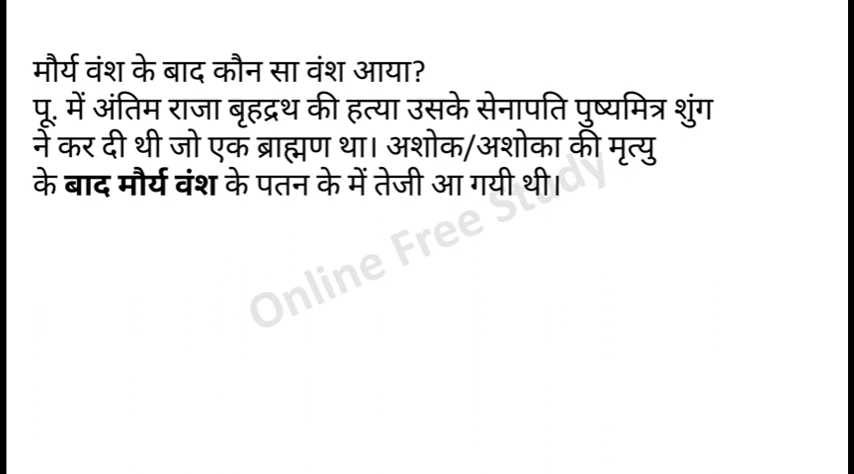 मौर्य वंश के बाद कौन सा वंश आया?
पू. में अंतिम राजा बृहद्रथ की हत्या उसके सेनापति पुष्यमित्र शुंग
ने कर दी थी जो एक ब्राह्मण था। अशोक/अशोका की मृत्यु
के बाद मौर्य वंश के पतन के में तेजी आ गयी थी।
Online Free Study